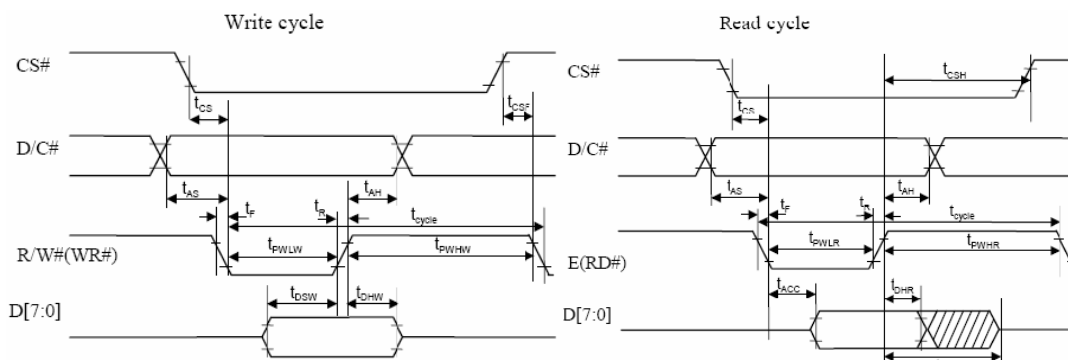 Write cycle
CS#
tCS
tCSF
D/C#
tAS
tAH
tF
tR
tcycle
R/W#(WR#)
tPWLW
tPWHW
tDSW
tDHW
D[7:0]
Read cycle
CS#
tCSH
tCS
D/C#
tAS
tAH
tF
tR
tcycle
E(RD#)
tPWLR
tPWHR
tACC
tDHR
D[7:0]